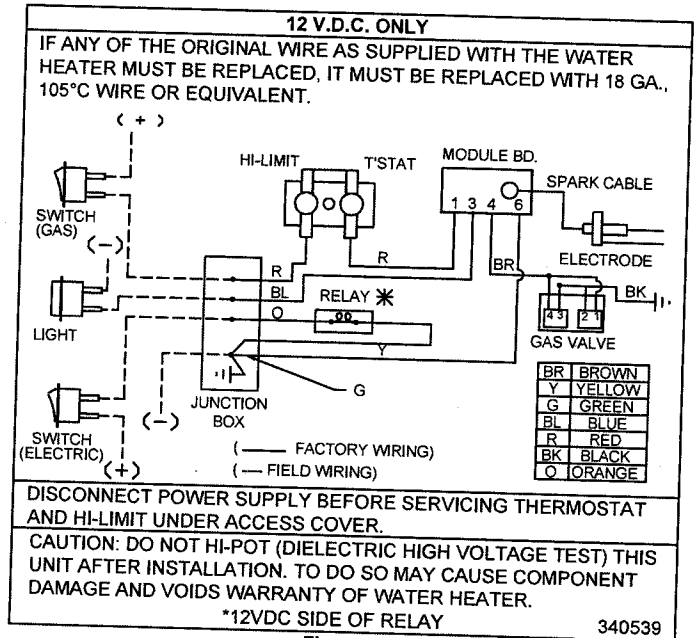 12 V.D.C. ONLY
IF ANY OF THE ORIGINAL WIRE AS SUPPLIED WITH THE WATER
HEATER MUST BE REPLACED, IT MUST BE REPLACED WITH 18 GA.,
105°C WIRE OR EQUIVALENT.
( + )
HI-LIMIT
T'STAT
MODULE BD.
SPARK CABLE
1 3 4 6
SWITCH
(GAS)
(-)
ELECTRODE
R
R
BR
BL
RELAY ✳
BK
O
4 3 2 1
LIGHT
GAS VALVE
Y
G
JUNCTION
BOX
(-)
BR BROWN
Y YELLOW
G GREEN
BL BLUE
R RED
BK BLACK
O ORANGE
SWITCH
(ELECTRIC)
(+)
(—— FACTORY WIRING)
(– – FIELD WIRING)
DISCONNECT POWER SUPPLY BEFORE SERVICING THERMOSTAT
AND HI-LIMIT UNDER ACCESS COVER.
CAUTION: DO NOT HI-POT (DIELECTRIC HIGH VOLTAGE TEST) THIS
UNIT AFTER INSTALLATION. TO DO SO MAY CAUSE COMPONENT
DAMAGE AND VOIDS WARRANTY OF WATER HEATER.
*12VDC SIDE OF RELAY
340539